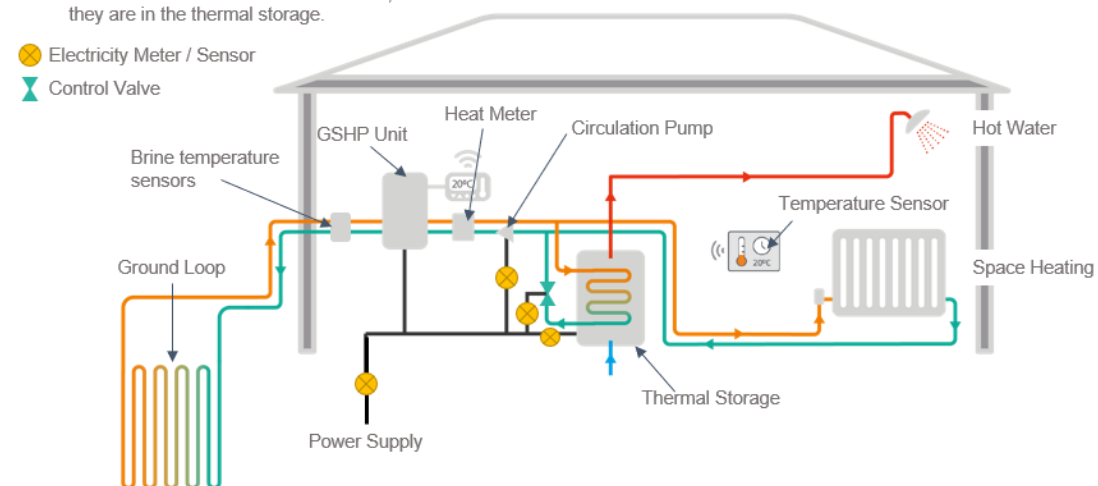 they are in the thermal storage.
Electricity Meter / Sensor
Control Valve
Heat Meter
GSHP Unit
Circulation Pump
Hot Water
Brine temperature
sensors
20ºC
Temperature Sensor
20ºC
Ground Loop
Space Heating
Thermal Storage
Power Supply